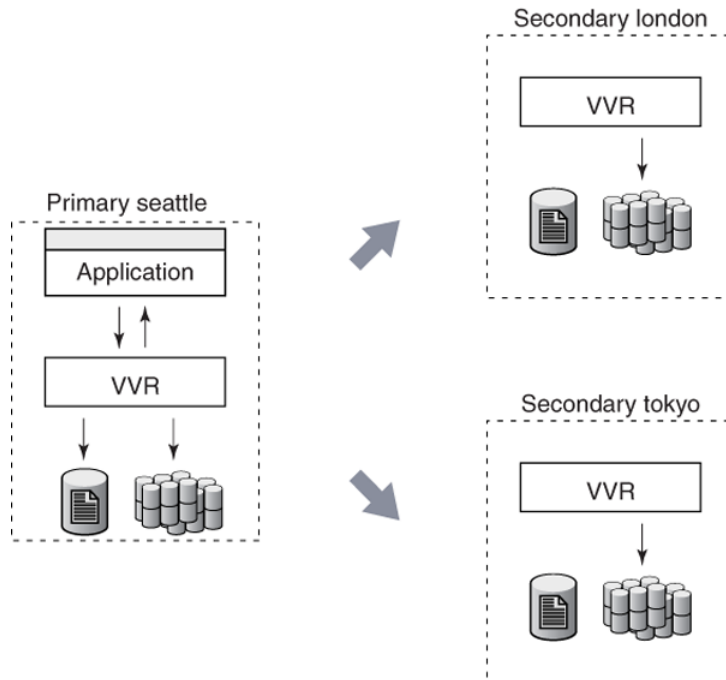 Secondary london
VVR
Primary seattle
Application
VVR
Secondary tokyo
VVR